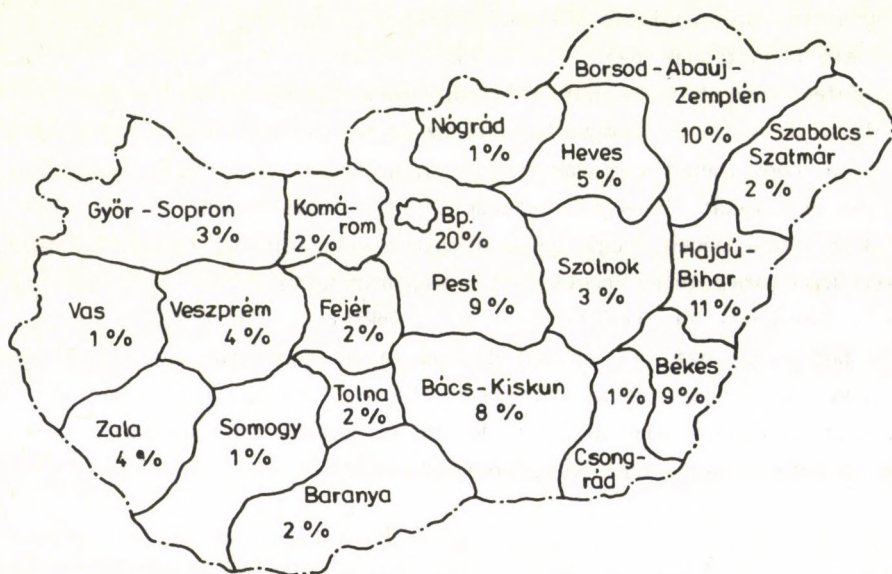 Borsod-Abaúj-
Zemplén
10%
Nógrád
1%
Heves
5%
Szabolcs-
Szatmár
2%
Győr-Sopron
3%
Komá-
rom
2%
Bp.
20%
Pest
9%
Szolnok
3%
Hajdú-
Bihar
11%
Vas
1%
Veszprém
4%
Fejér
2%
Tolna
2%
Bács-Kiskun
8%
1%
Csong-
rád
Békés
9%
Zala
4%
Somogy
1%
Baranya
2%